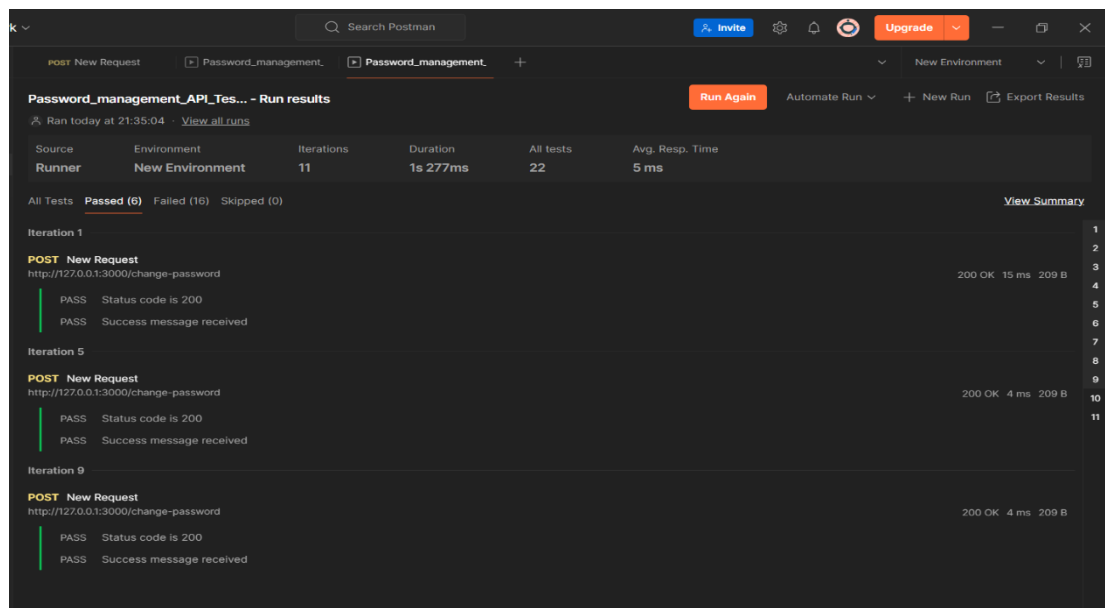 k
Search Postman
Invite
Upgrade
POST New Request
Password_management_
Password_management_
New Environment
Password_management_API_Tes... - Run results
Run Again
Automate Run
+ New Run
Export Results
Ran today at 21:35:04 · View all runs
Source Environment Iterations Duration All tests Avg. Resp. Time
Runner New Environment 11 1s 277ms 22 5 ms
All Tests Passed (6) Failed (16) Skipped (0) View Summary
Iteration 1
POST New Request
http://127.0.0.1:3000/change-password
200 OK 15 ms 209 B
PASS Status code is 200
PASS Success message received
Iteration 5
POST New Request
http://127.0.0.1:3000/change-password
200 OK 4 ms 209 B
PASS Status code is 200
PASS Success message received
Iteration 9
POST New Request
http://127.0.0.1:3000/change-password
200 OK 4 ms 209 B
PASS Status code is 200
PASS Success message received
1
2
3
4
5
6
7
8
9
10
11